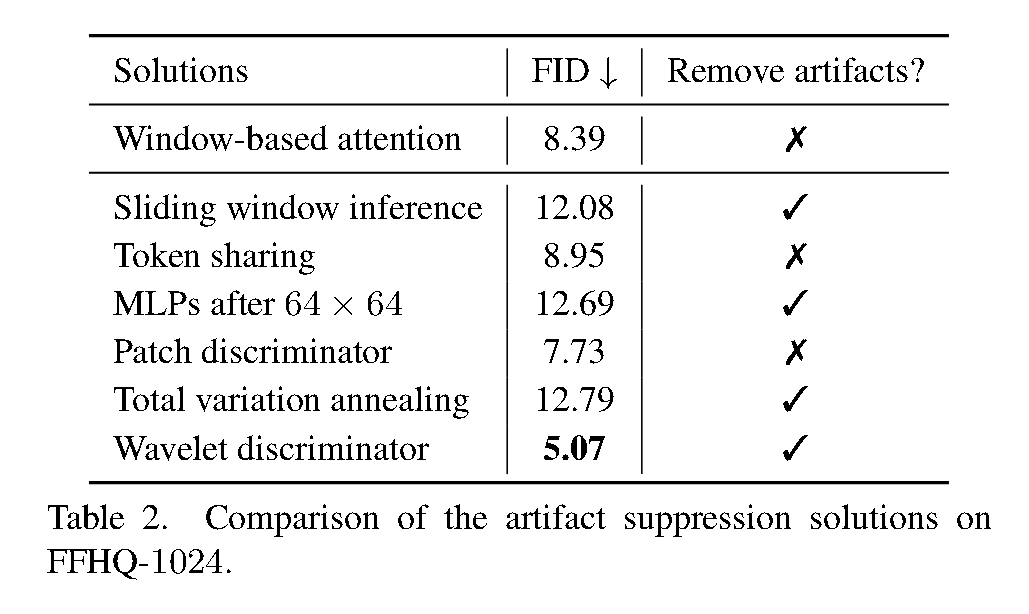 Solutions FID ↓ Remove artifacts?
Window-based attention 8.39 ✗
Sliding window inference 12.08 ✓
Token sharing 8.95 ✗
MLPs after 64 × 64 12.69 ✓
Patch discriminator 7.73 ✗
Total variation annealing 12.79 ✓
Wavelet discriminator 5.07 ✓
Table 2. Comparison of the artifact suppression solutions on
FFHQ-1024.